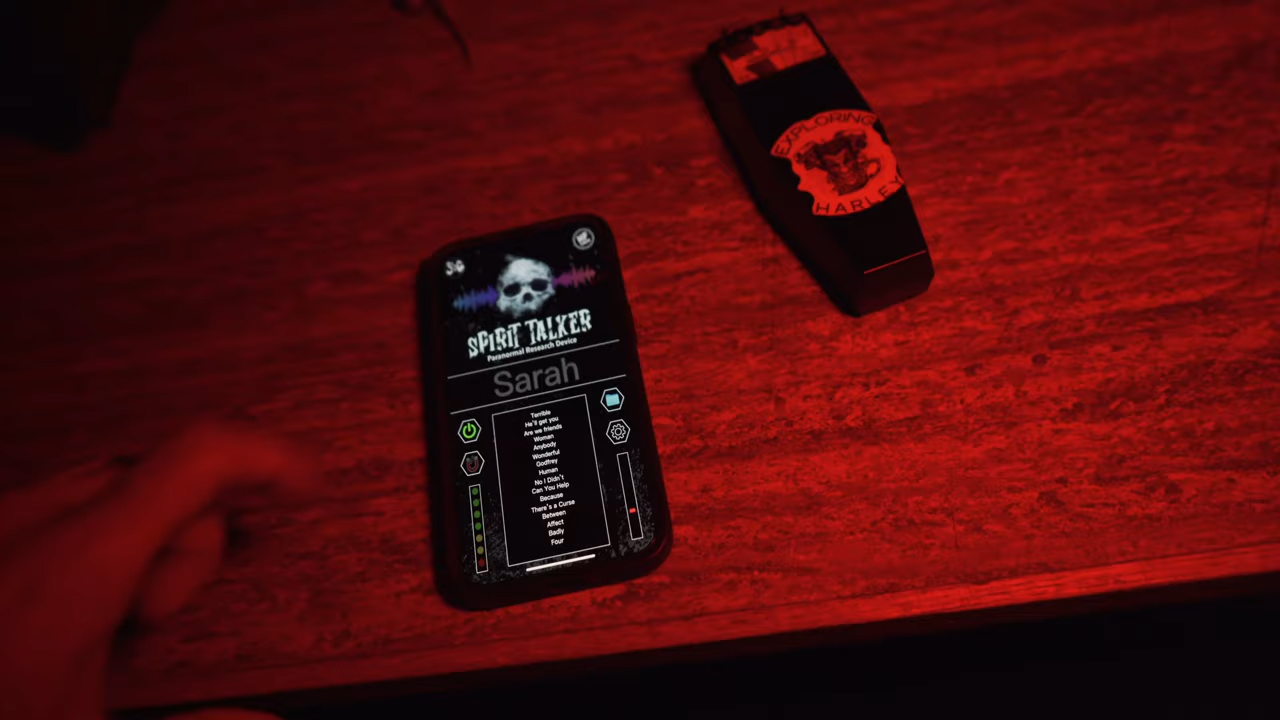 EXPLORING
HARLEY
SPIRIT TALKER
Paranormal Research Device
Sarah
Terrible
He'll get you
Are we friends
Woman
Anybody
Wonderful
Godfrey
Human
No I Didn't
Can You Help
Because
There's a Curse
Between
Affect
Badly
Four